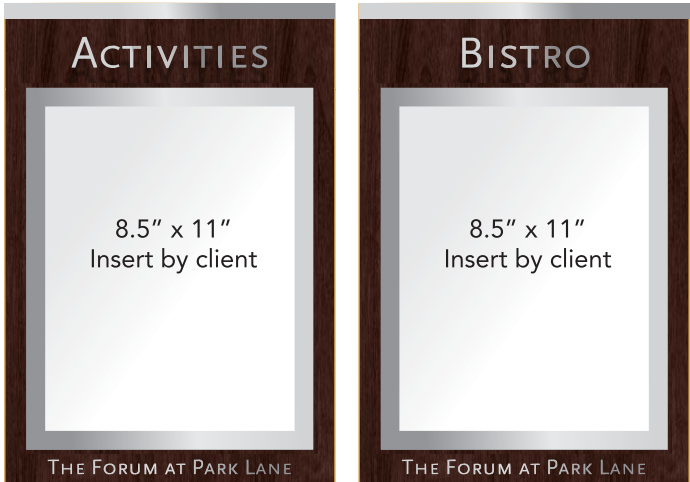 Activities
8.5” x 11”
Insert by client
The Forum at Park Lane
Bistro
8.5” x 11”
Insert by client
The Forum at Park Lane